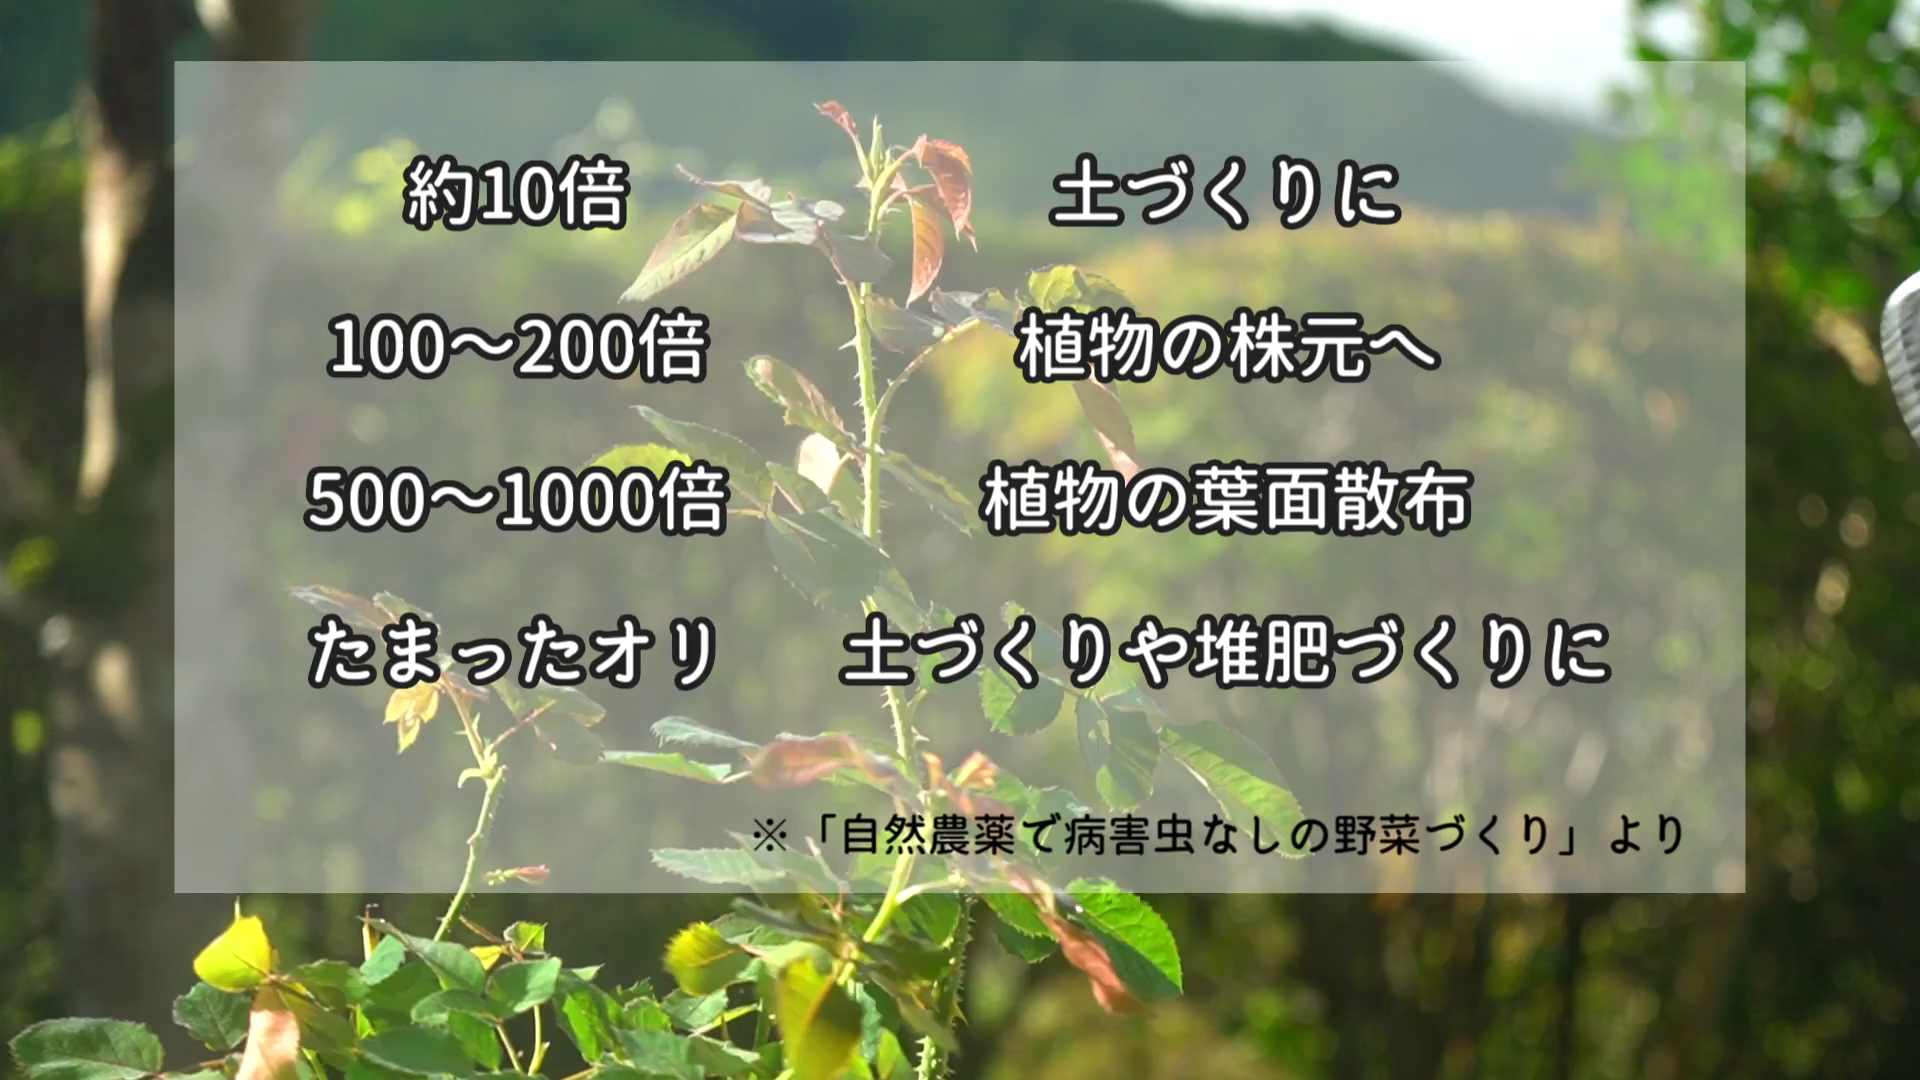 約10倍 土づくりに
100～200倍 植物の株元へ
500～1000倍 植物の葉面散布
たまったオリ 土づくりや堆肥づくりに
※「自然農薬で病害虫なしの野菜づくり」より